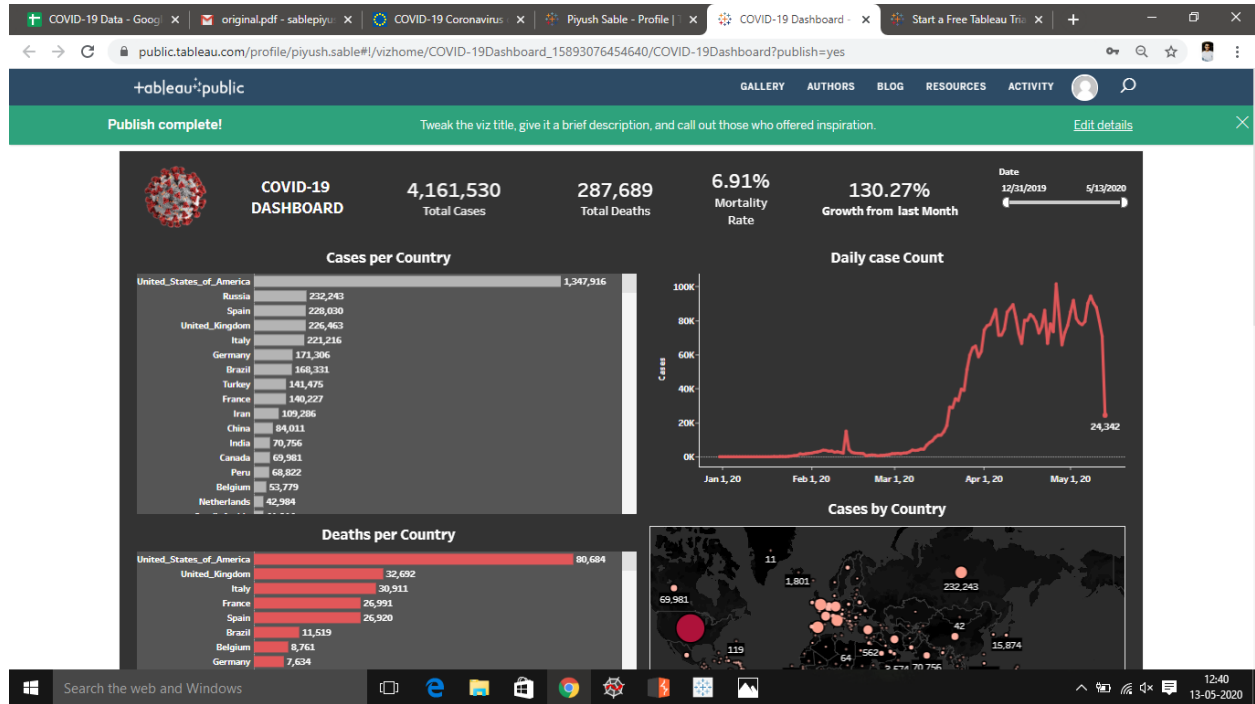 COVID-19 Data - Googl
original.pdf - sablepiyu
COVID-19 Coronavirus
Piyush Sable - Profile | T
COVID-19 Dashboard -
Start a Free Tableau Tria
public.tableau.com/profile/piyush.sable#!/vizhome/COVID-19Dashboard_15893076454640/COVID-19Dashboard?publish=yes
+ableau public
GALLERY AUTHORS BLOG RESOURCES ACTIVITY
Publish complete!
Tweak the viz title, give it a brief description, and call out those who offered inspiration.
Edit details
COVID-19
DASHBOARD
4,161,530
Total Cases
287,689
Total Deaths
6.91%
Mortality
Rate
130.27%
Growth from last Month
Date
12/31/2019 5/13/2020
Cases per Country
United_States_of_America 1,347,916
Russia 232,243
Spain 228,030
United_Kingdom 226,463
Italy 221,216
Germany 171,306
Brazil 168,331
Turkey 141,475
France 140,227
Iran 109,286
China 84,011
India 70,756
Canada 69,981
Peru 68,822
Belgium 53,779
Netherlands 42,984
Daily case Count
Cases
100K
80K
60K
40K
20K
0K
24,342
Jan 1, 20 Feb 1, 20 Mar 1, 20 Apr 1, 20 May 1, 20
Deaths per Country
United_States_of_America 80,684
United_Kingdom 32,692
Italy 30,911
France 26,991
Spain 26,920
Brazil 11,519
Belgium 8,761
Germany 7,634
Cases by Country
11
1,801
232,243
69,981
42
119
15,874
562
64
70,756
Search the web and Windows
12:40
13-05-2020